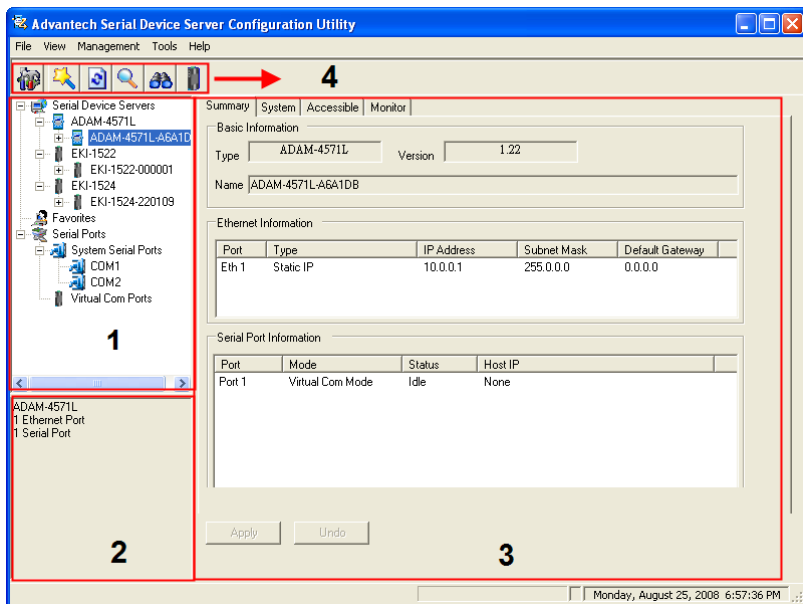 Advantech Serial Device Server Configuration Utility
File View Management Tools Help
4
Serial Device Servers
ADAM-4571L
ADAM-4571L-A6A1D
EKI-1522
EKI-1522-000001
EKI-1524
EKI-1524-220109
Favorites
Serial Ports
System Serial Ports
COM1
COM2
Virtual Com Ports
1
ADAM-4571L
1 Ethernet Port
1 Serial Port
2
Summary System Accessible Monitor
Basic Information
Type ADAM-4571L Version 1.22
Name ADAM-4571L-A6A1DB
Ethernet Information
Port Type IP Address Subnet Mask Default Gateway
Eth 1 Static IP 10.0.0.1 255.0.0.0 0.0.0.0
Serial Port Information
Port Mode Status Host IP
Port 1 Virtual Com Mode Idle None
Apply Undo
3
Monday, August 25, 2008 6:57:36 PM